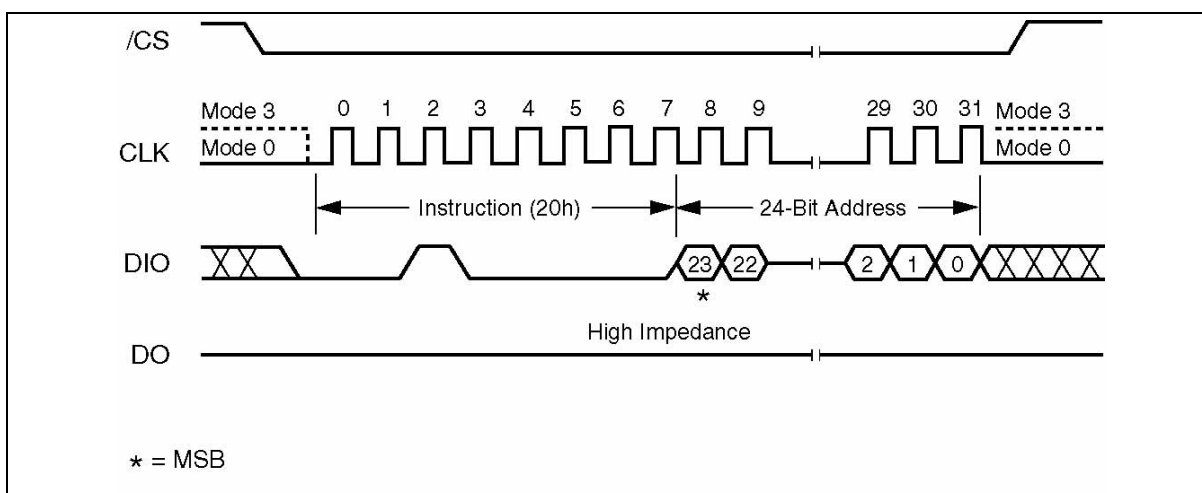 /CS
Mode 3 0 1 2 3 4 5 6 7 8 9 29 30 31 Mode 3
CLK Mode 0 Mode 0
Instruction (20h) 24-Bit Address
DIO 23 22 2 1 0
*
High Impedance
DO
* = MSB